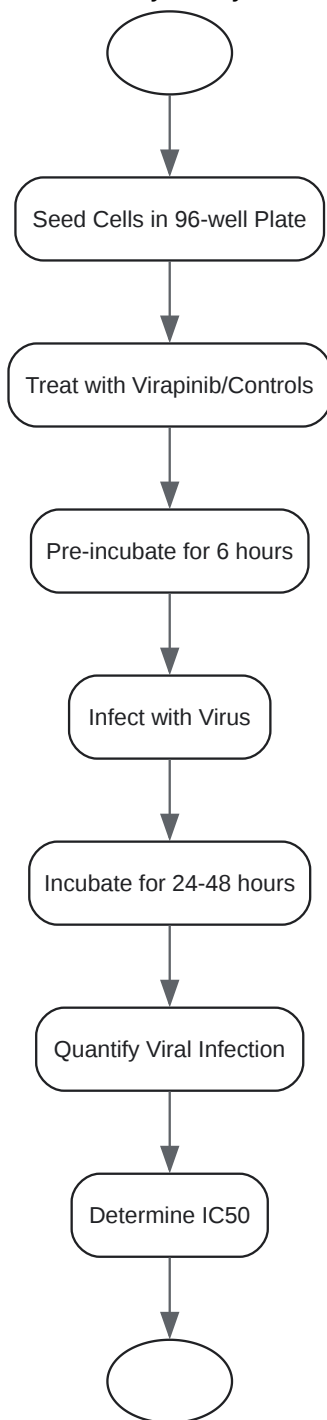 Seed Cells in 96-well Plate
Treat with Virapinib/Controls
Pre-incubate for 6 hours
Infect with Virus
Incubate for 24-48 hours
Quantify Viral Infection
Determine IC50